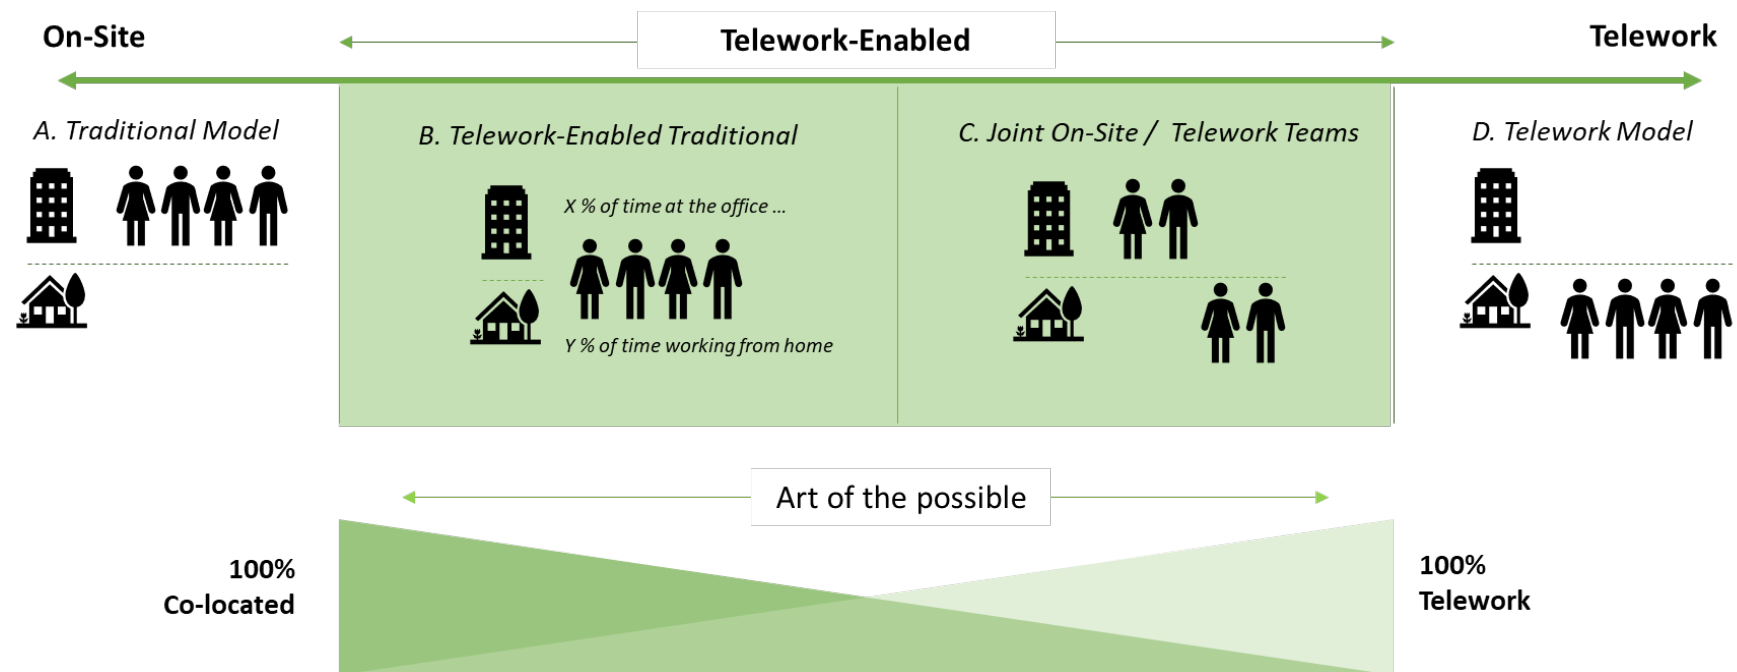 On-Site
Telework-Enabled
Telework
A. Traditional Model
B. Telework-Enabled Traditional
C. Joint On-Site / Telework Teams
D. Telework Model
X % of time at the office ...
Y % of time working from home
Art of the possible
100%
Co-located
100%
Telework